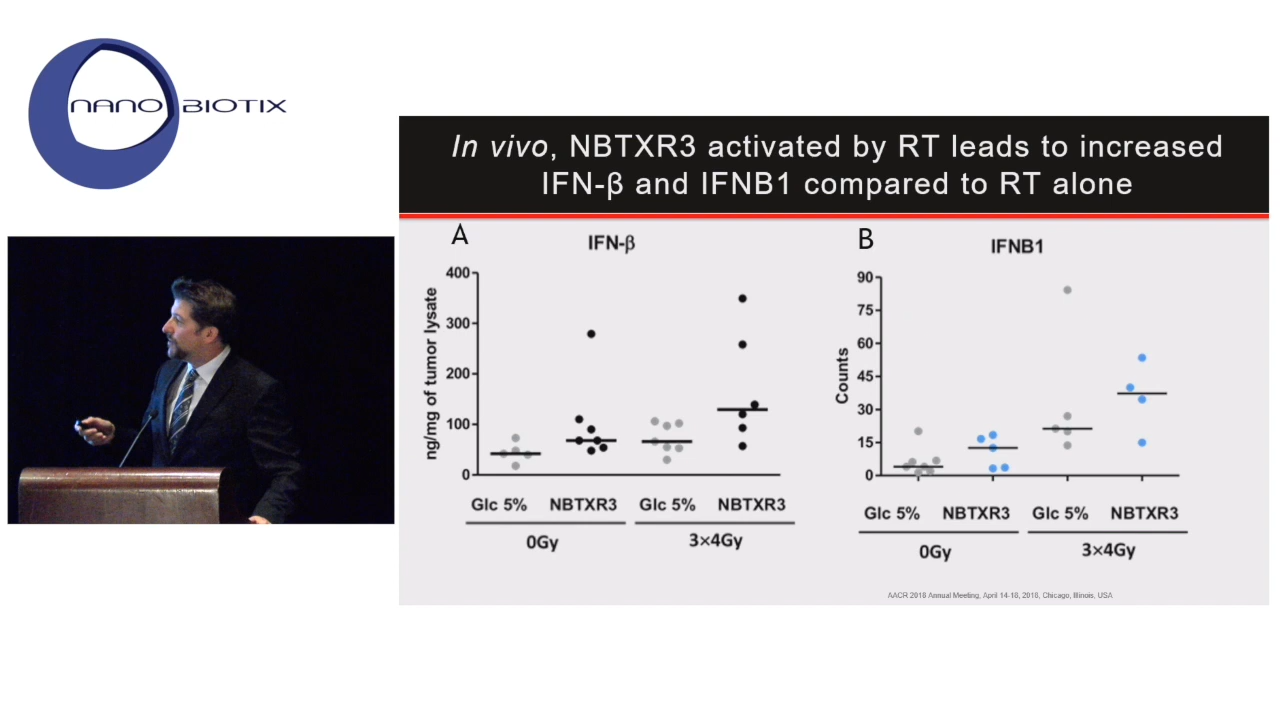 NANOBIOTIX
In vivo, NBTXR3 activated by RT leads to increased
IFN-β and IFNB1 compared to RT alone
A
IFN-β
ng/mg of tumor lysate
400
300
200
100
0
Glc 5% NBTXR3 Glc 5% NBTXR3
0Gy 3×4Gy
B
IFNB1
Counts
90
75
60
45
30
15
0
Glc 5% NBTXR3 Glc 5% NBTXR3
0Gy 3×4Gy
AACR 2018 Annual Meeting, April 14-18, 2018, Chicago, Illinois, USA